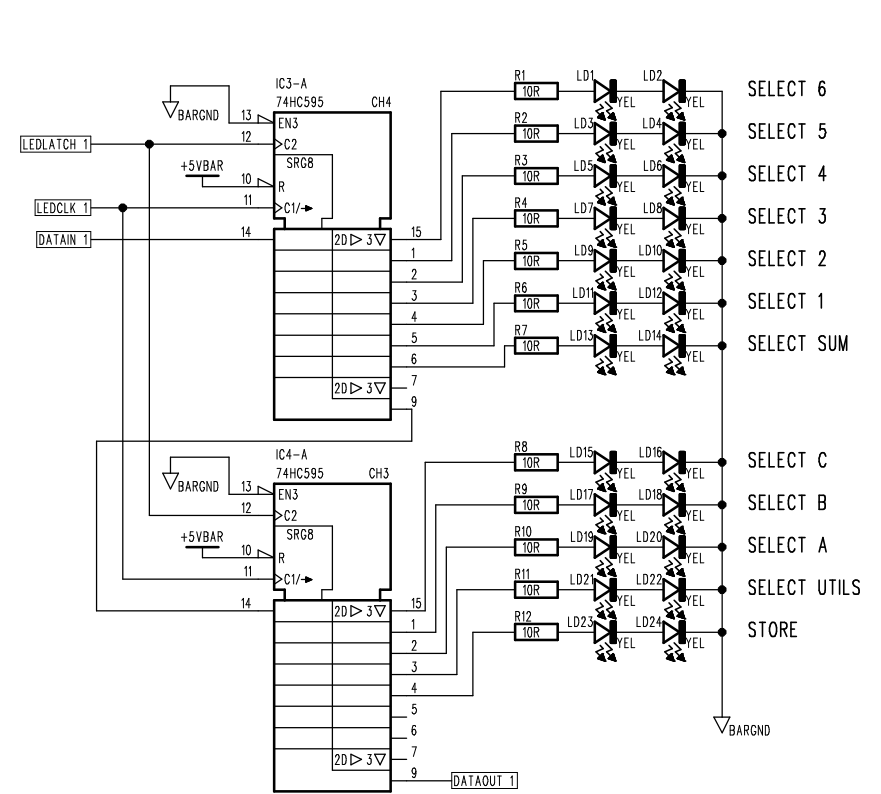 IC3-A
74HC595 CH4
BARGND
13 EN3
LEDLATCH 1 12 C2
SRG8
+5VBAR
10 R
LEDCLK 1 11 C1/→
DATAIN 1 14 2D 3 15
1
2
3
4
5
6
2D 3 7
9
R1 10R LD1 YEL LD2 YEL SELECT 6
R2 10R LD3 YEL LD4 YEL SELECT 5
R3 10R LD5 YEL LD6 YEL SELECT 4
R4 10R LD7 YEL LD8 YEL SELECT 3
R5 10R LD9 YEL LD10 YEL SELECT 2
R6 10R LD11 YEL LD12 YEL SELECT 1
R7 10R LD13 YEL LD14 YEL SELECT SUM
IC4-A
74HC595 CH3
BARGND
13 EN3
12 C2
SRG8
+5VBAR
10 R
11 C1/→
14 2D 3 15
1
2
3
4
5
6
2D 3 7
9 DATAOUT 1
R8 10R LD15 YEL LD16 YEL SELECT C
R9 10R LD17 YEL LD18 YEL SELECT B
R10 10R LD19 YEL LD20 YEL SELECT A
R11 10R LD21 YEL LD22 YEL SELECT UTILS
R12 10R LD23 YEL LD24 YEL STORE
BARGND